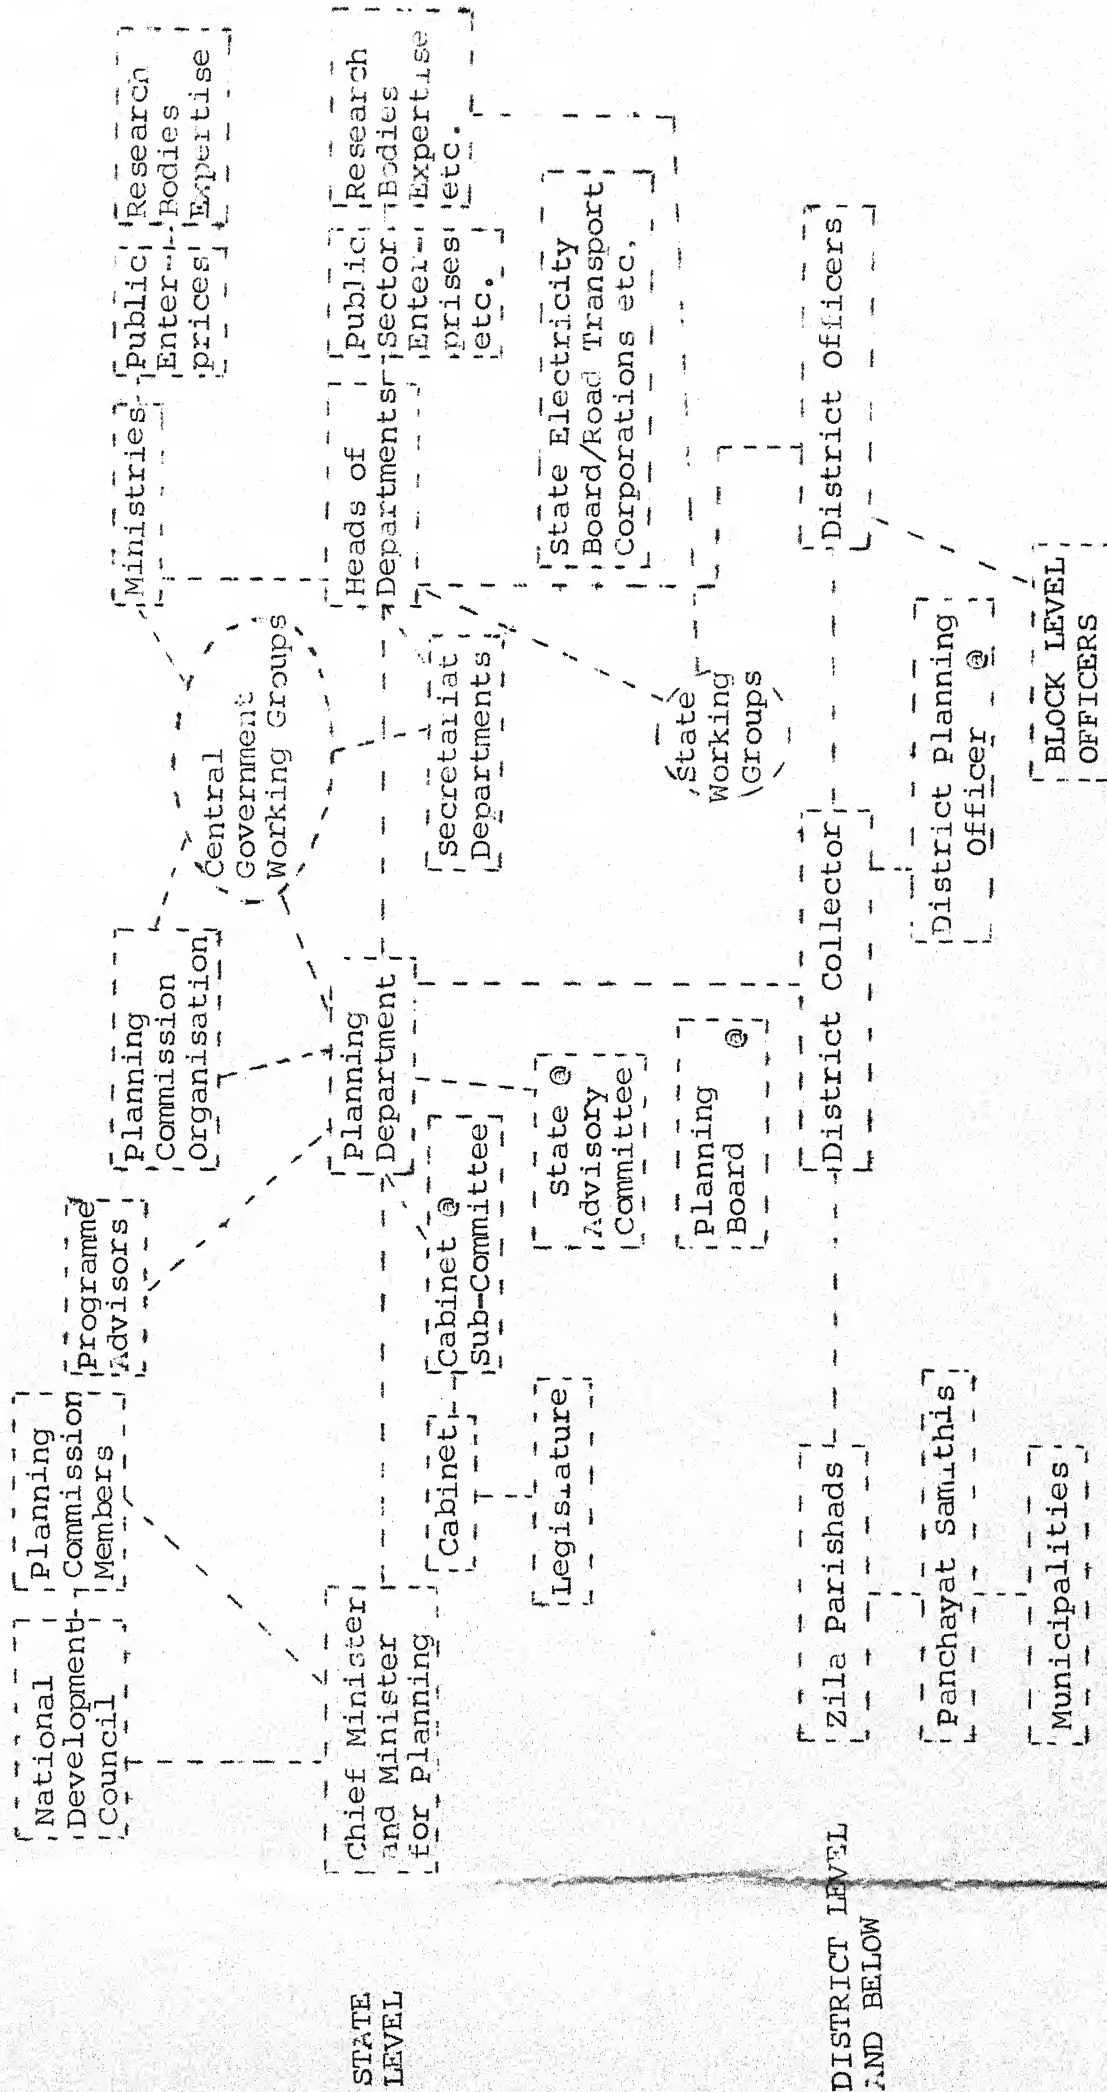 National
Development
Council
Planning
Commission
Members
Programme
Advisors
Planning
Commission
Organisation
Central
Government
Working Groups
Ministries
Public
Enter-
prices
Research
Bodies
Expertise
STATE
LEVEL
Chief Minister
and Minister
for Planning
Planning
Department
Heads of
Departments
Public
Sector
Enter-
prises
etc.
Research
Bodies
Expertise
etc.
Cabinet
Cabinet @
Sub-Committee
Secretariat
Departments
Legislature
State @
Advisory
Committee
State Electricity
Board/Road Transport
Corporations etc.
Planning @
Board
State
Working
Groups
DISTRICT LEVEL
AND BELOW
Zila Parishads
District Collector
District Officers
Panchayat Samithis
District Planning
Officer @
Municipalities
BLOCK LEVEL
OFFICERS